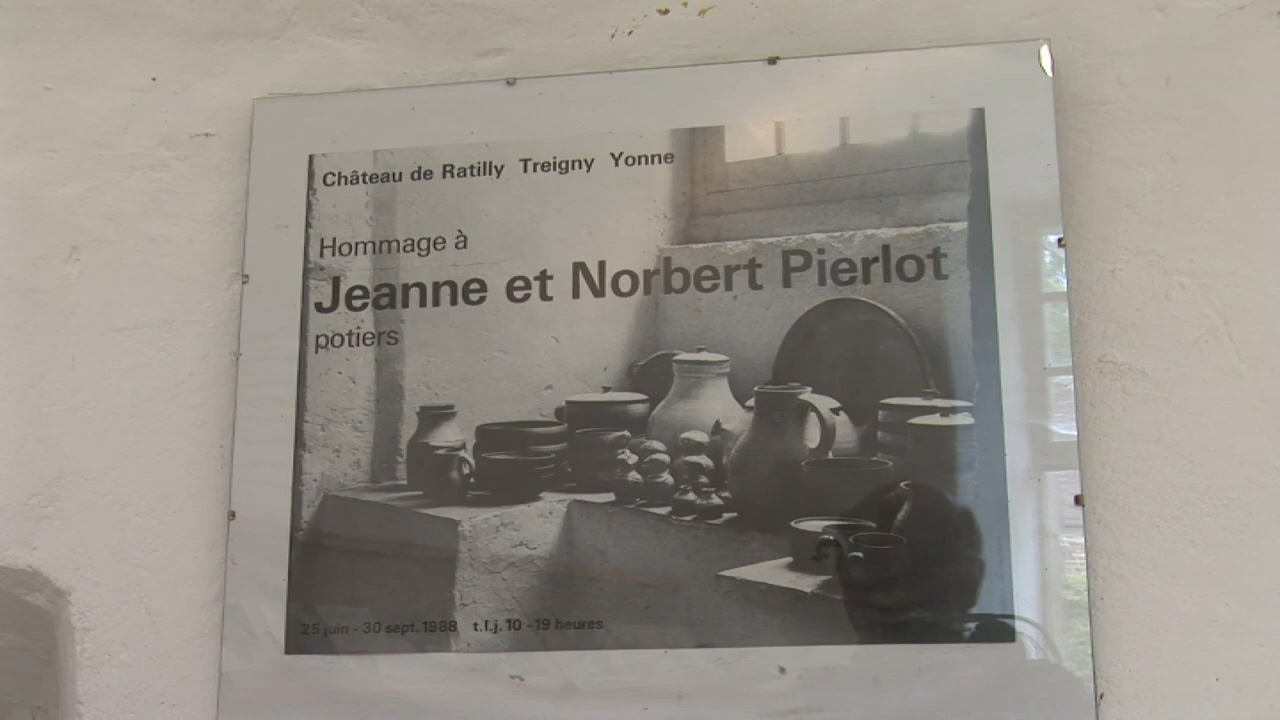 Château de Ratilly Treigny Yonne
Hommage à
Jeanne et Norbert Pierlot
potiers
25 juin - 30 sept. 1988 t.l.j. 10 - 19 heures